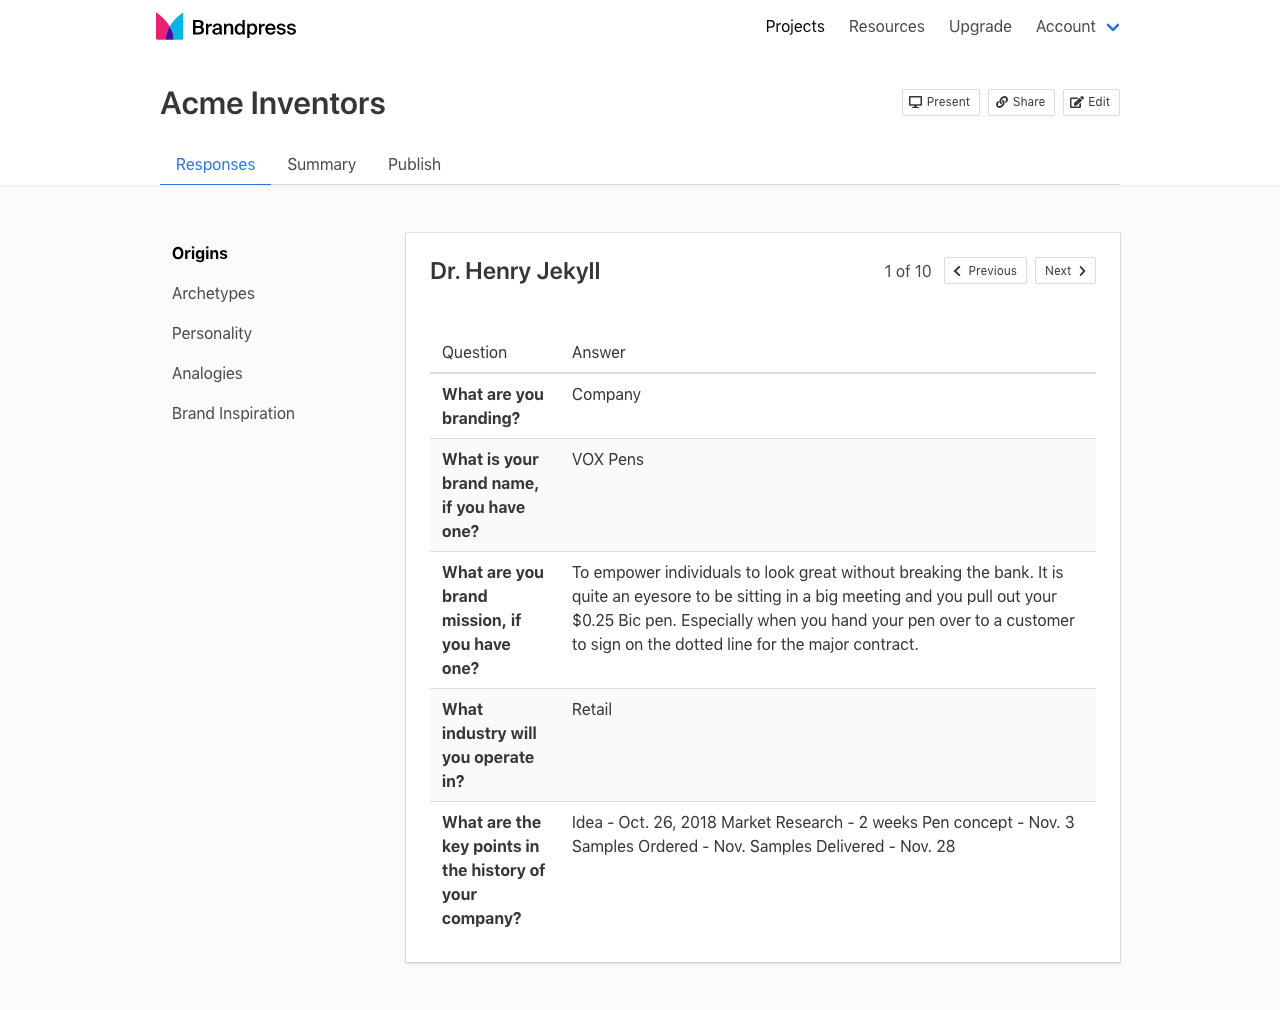 Brandpress
Projects Resources Upgrade Account
Acme Inventors
Present Share Edit
Responses Summary Publish
Origins
Archetypes
Personality
Analogies
Brand Inspiration
Dr. Henry Jekyll
1 of 10 Previous Next
Question Answer
What are you Company
branding?
What is your VOX Pens
brand name,
if you have
one?
What are you To empower individuals to look great without breaking the bank. It is
brand quite an eyesore to be sitting in a big meeting and you pull out your
mission, if $0.25 Bic pen. Especially when you hand your pen over to a customer
you have to sign on the dotted line for the major contract.
one?
What Retail
industry will
you operate
in?
What are the Idea - Oct. 26, 2018 Market Research - 2 weeks Pen concept - Nov. 3
key points in Samples Ordered - Nov. Samples Delivered - Nov. 28
the history of
your
company?